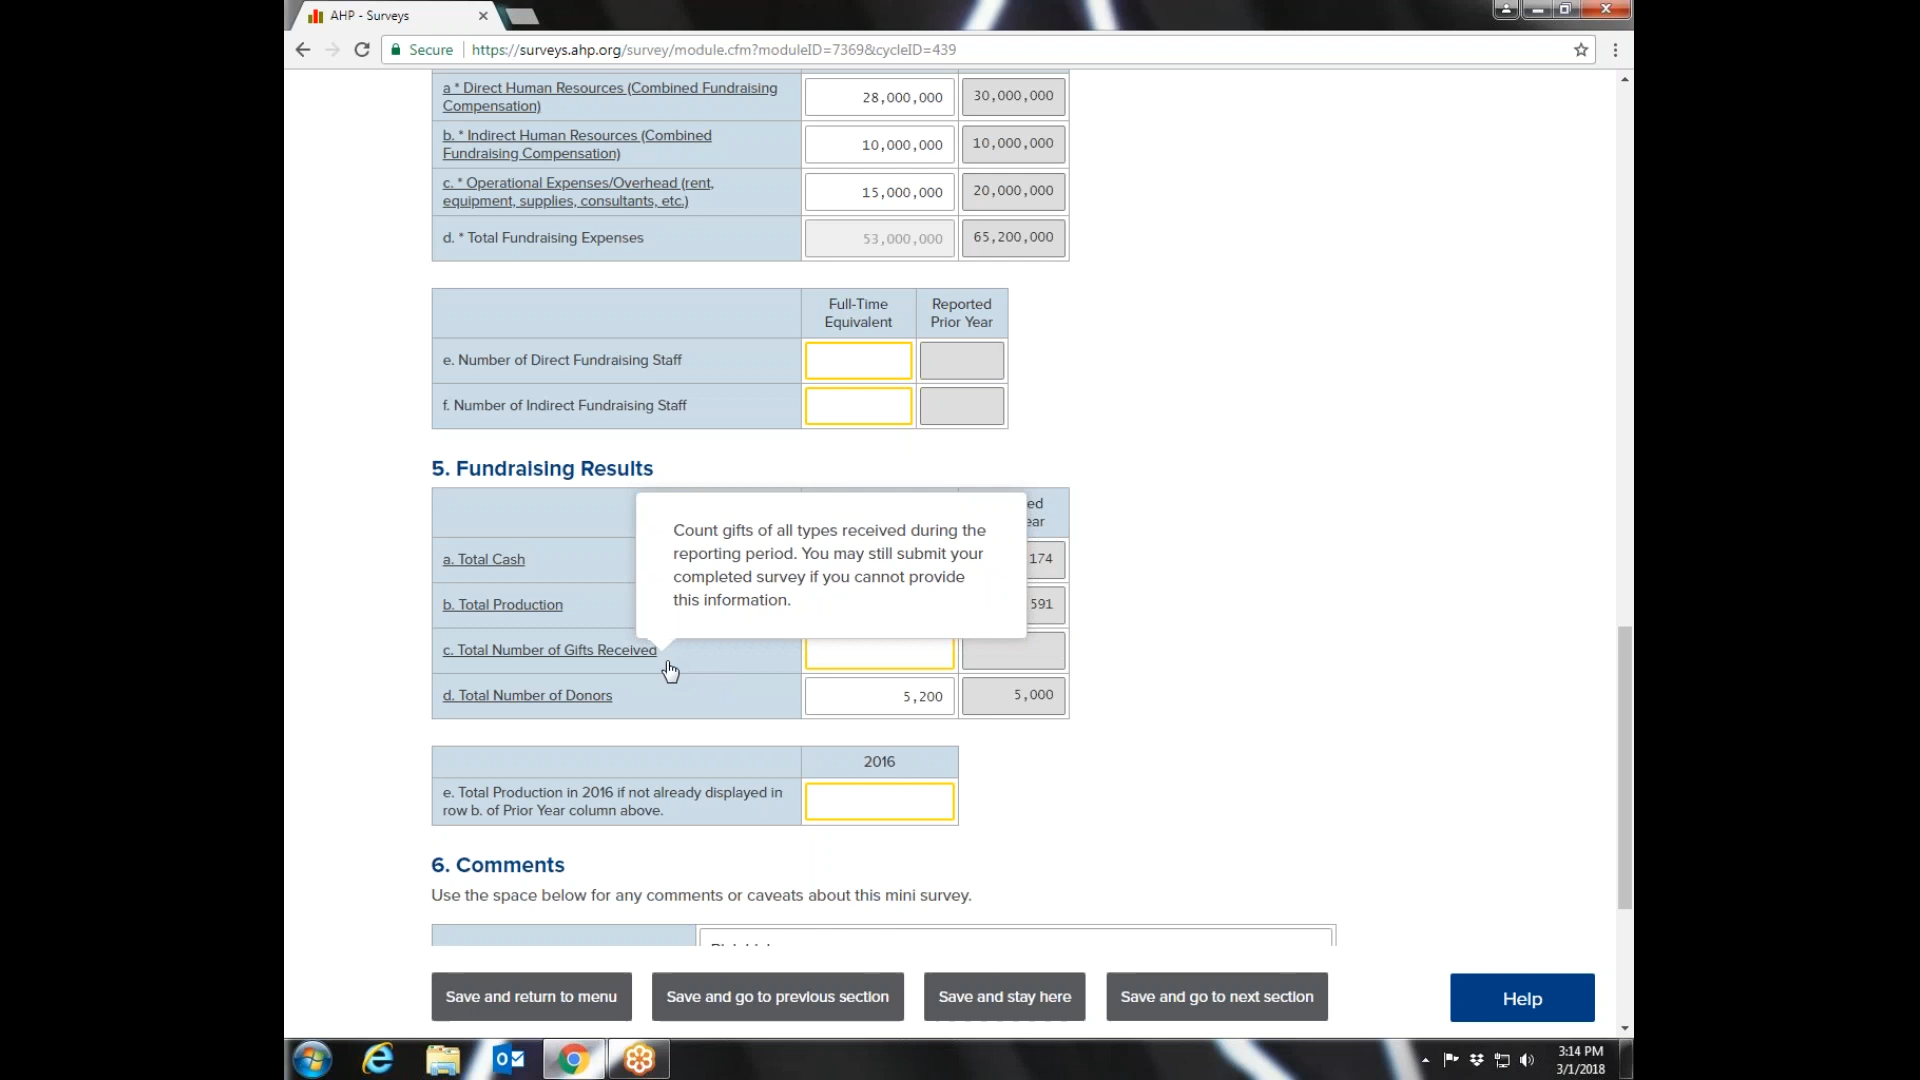 AHP - Surveys
Secure
https://surveys.ahp.org/survey/module.cfm?moduleID=7369&cycleID=439
a * Direct Human Resources (Combined Fundraising
Compensation)
28,000,000
30,000,000
b. * Indirect Human Resources (Combined
Fundraising Compensation)
10,000,000
10,000,000
c. * Operational Expenses/Overhead (rent,
equipment, supplies, consultants, etc.)
15,000,000
20,000,000
d. * Total Fundraising Expenses
53,000,000
65,200,000
Full-Time
Equivalent
Reported
Prior Year
e. Number of Direct Fundraising Staff
f. Number of Indirect Fundraising Staff
5. Fundraising Results
ed
ear
Count gifts of all types received during the
reporting period. You may still submit your
completed survey if you cannot provide
this information.
a. Total Cash
174
b. Total Production
591
c. Total Number of Gifts Received
d. Total Number of Donors
5,200
5,000
2016
e. Total Production in 2016 if not already displayed in
row b. of Prior Year column above.
6. Comments
Use the space below for any comments or caveats about this mini survey.
Save and return to menu
Save and go to previous section
Save and stay here
Save and go to next section
Help
3:14 PM
3/1/2018